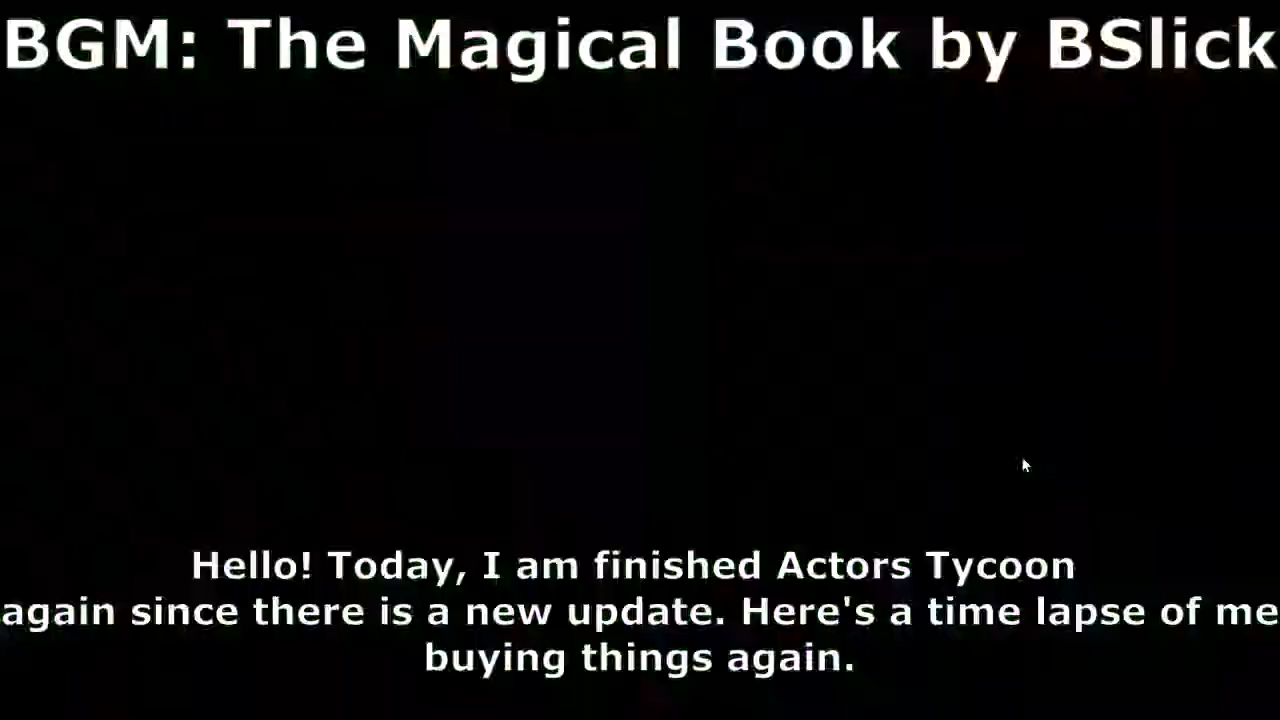 BGM: The Magical Book by BSlick
Hello! Today, I am finished Actors Tycoon
again since there is a new update. Here's a time lapse of me
buying things again.